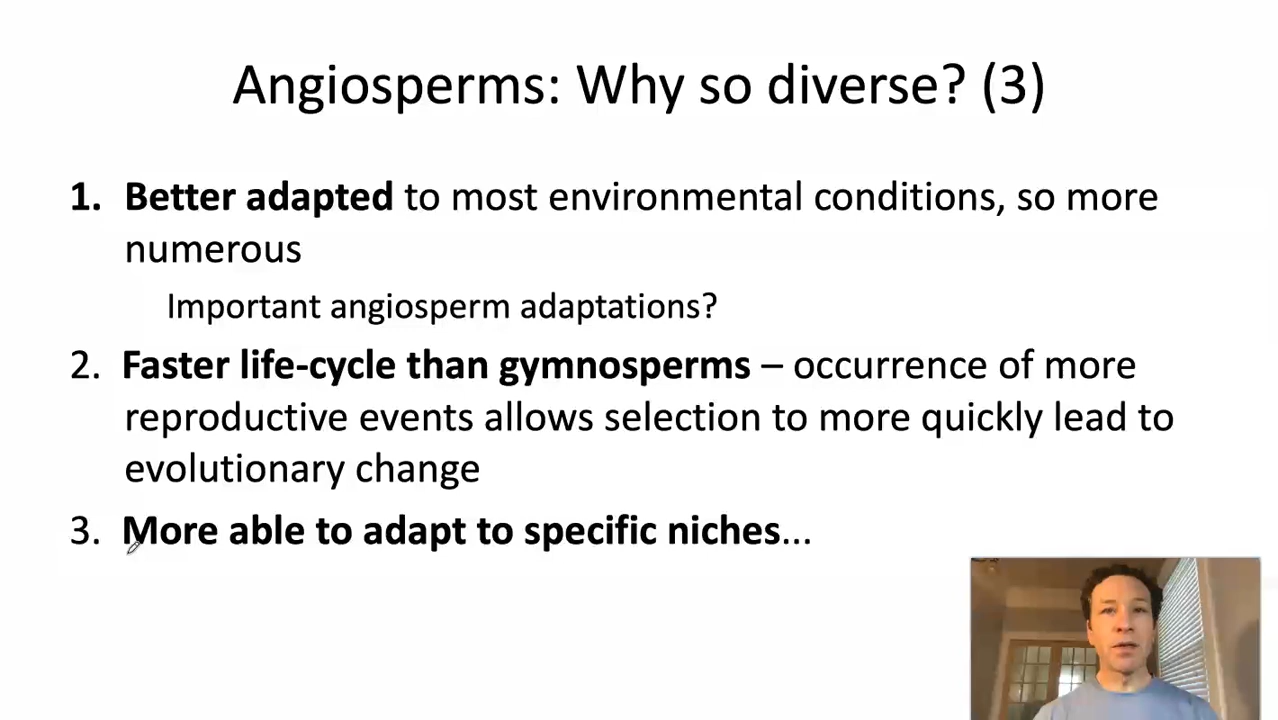 Angiosperms: Why so diverse? (3)
1. Better adapted to most environmental conditions, so more
numerous
Important angiosperm adaptations?
2. Faster life-cycle than gymnosperms – occurrence of more
reproductive events allows selection to more quickly lead to
evolutionary change
3. More able to adapt to specific niches...